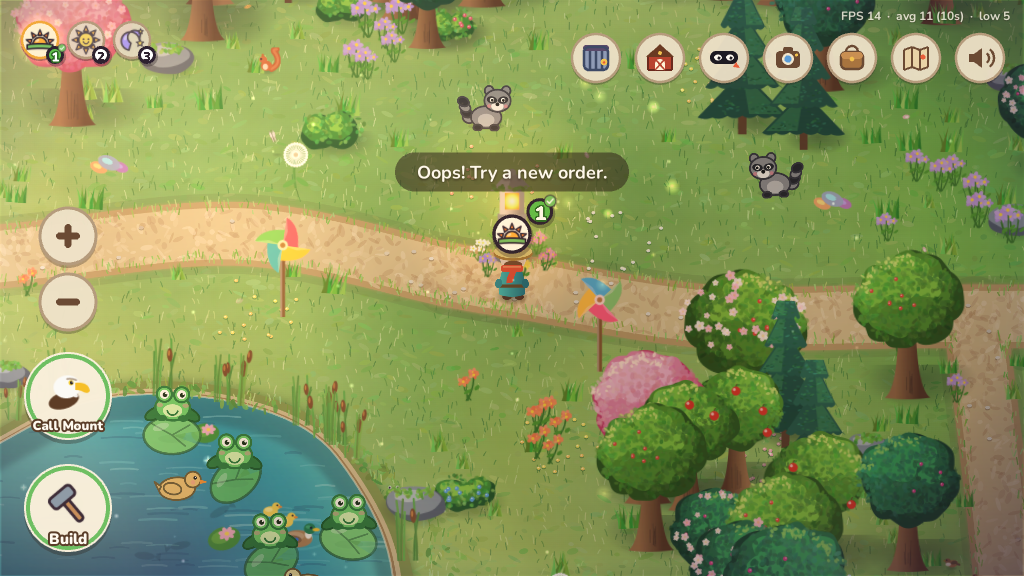 FPS 14 · avg 11 (10s) · low 5
1
2
3
Oops! Try a new order.
1
Call Mount
Build